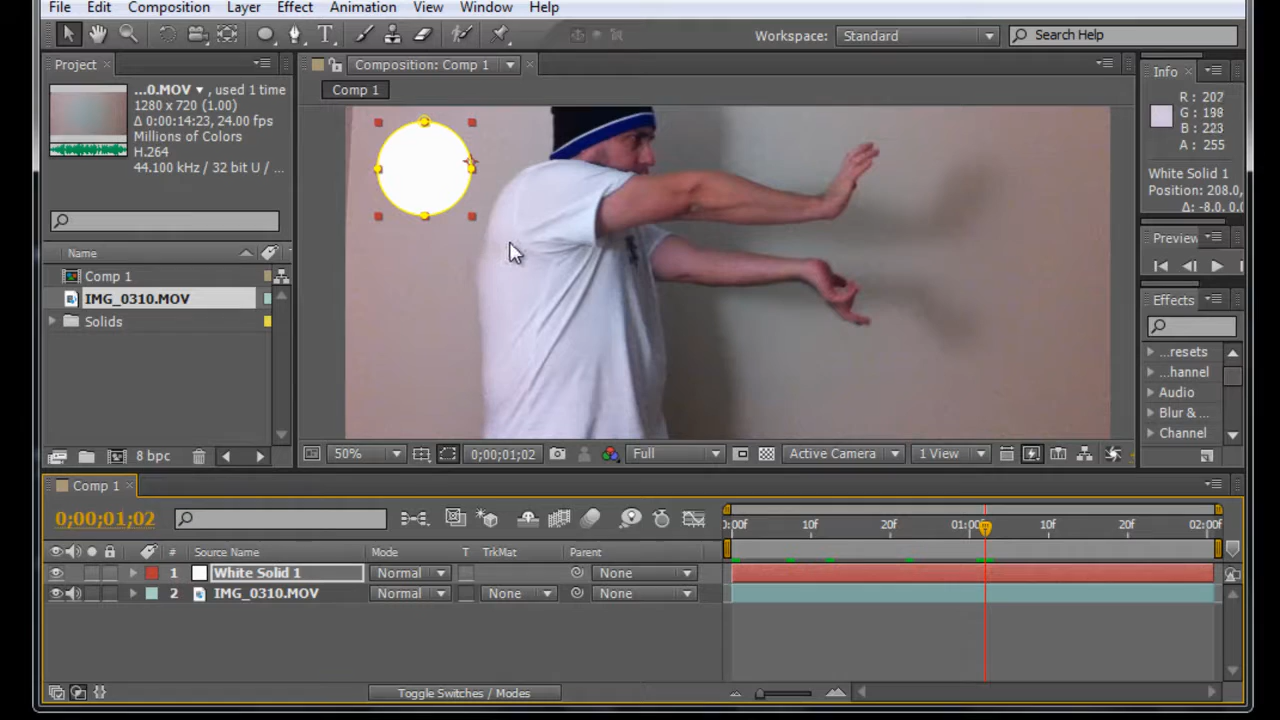 File Edit Composition Layer Effect Animation View Window Help
Workspace: Standard Search Help
Project
Composition: Comp 1
Info
Comp 1
...0.MOV ▾ , used 1 time
1280 x 720 (1.00)
Δ 0:00:14:23, 24.00 fps
Millions of Colors
H.264
44.100 kHz / 32 bit U /
R : 207
G : 198
B : 223
A : 255
White Solid 1
Position: 208.0,
Δ: -8.0, 0.0
Preview
Effects
Name
Comp 1
IMG_0310.MOV
Solids
...resets
...hannel
Audio
Blur & ...
Channel
8 bpc
50% 0;00;01;02 Full Active Camera 1 View
Comp 1
0;00;01;02
:00f 10f 20f 01:00f 10f 20f 02:00f
# Source Name Mode T TrkMat Parent
1 White Solid 1 Normal None
2 IMG_0310.MOV Normal None None
Toggle Switches / Modes